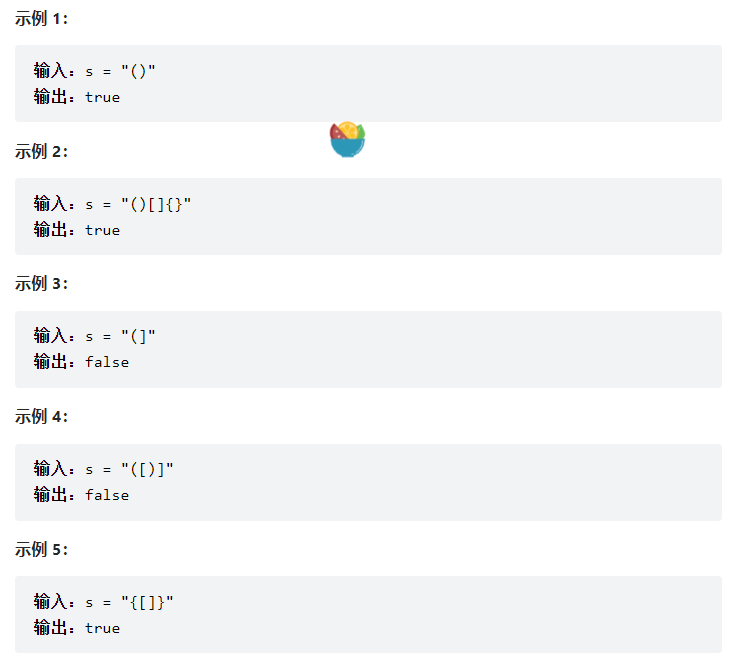 示例 1：
输入：s = "()"
输出：true
示例 2：
输入：s = "()[]{}"
输出：true
示例 3：
输入：s = "(]"
输出：false
示例 4：
输入：s = "([)]"
输出：false
示例 5：
输入：s = "{[]}"
输出：true